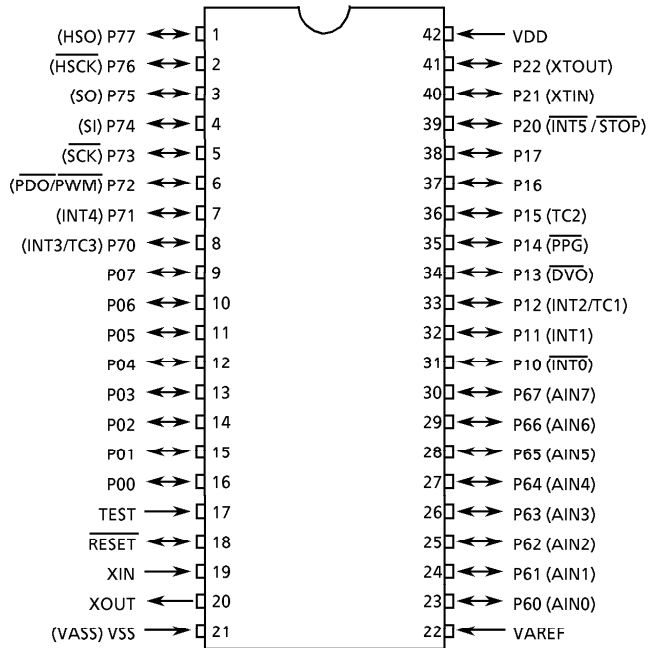 (HSO) P77 1 42 VDD
(HSCK) P76 2 41 P22 (XTOUT)
(SO) P75 3 40 P21 (XTIN)
(SI) P74 4 39 P20 (INT5 / STOP)
(SCK) P73 5 38 P17
(PDO/PWM) P72 6 37 P16
(INT4) P71 7 36 P15 (TC2)
(INT3/TC3) P70 8 35 P14 (PPG)
P07 9 34 P13 (DVO)
P06 10 33 P12 (INT2/TC1)
P05 11 32 P11 (INT1)
P04 12 31 P10 (INT0)
P03 13 30 P67 (AIN7)
P02 14 29 P66 (AIN6)
P01 15 28 P65 (AIN5)
P00 16 27 P64 (AIN4)
TEST 17 26 P63 (AIN3)
RESET 18 25 P62 (AIN2)
XIN 19 24 P61 (AIN1)
XOUT 20 23 P60 (AIN0)
(VASS) VSS 21 22 VAREF